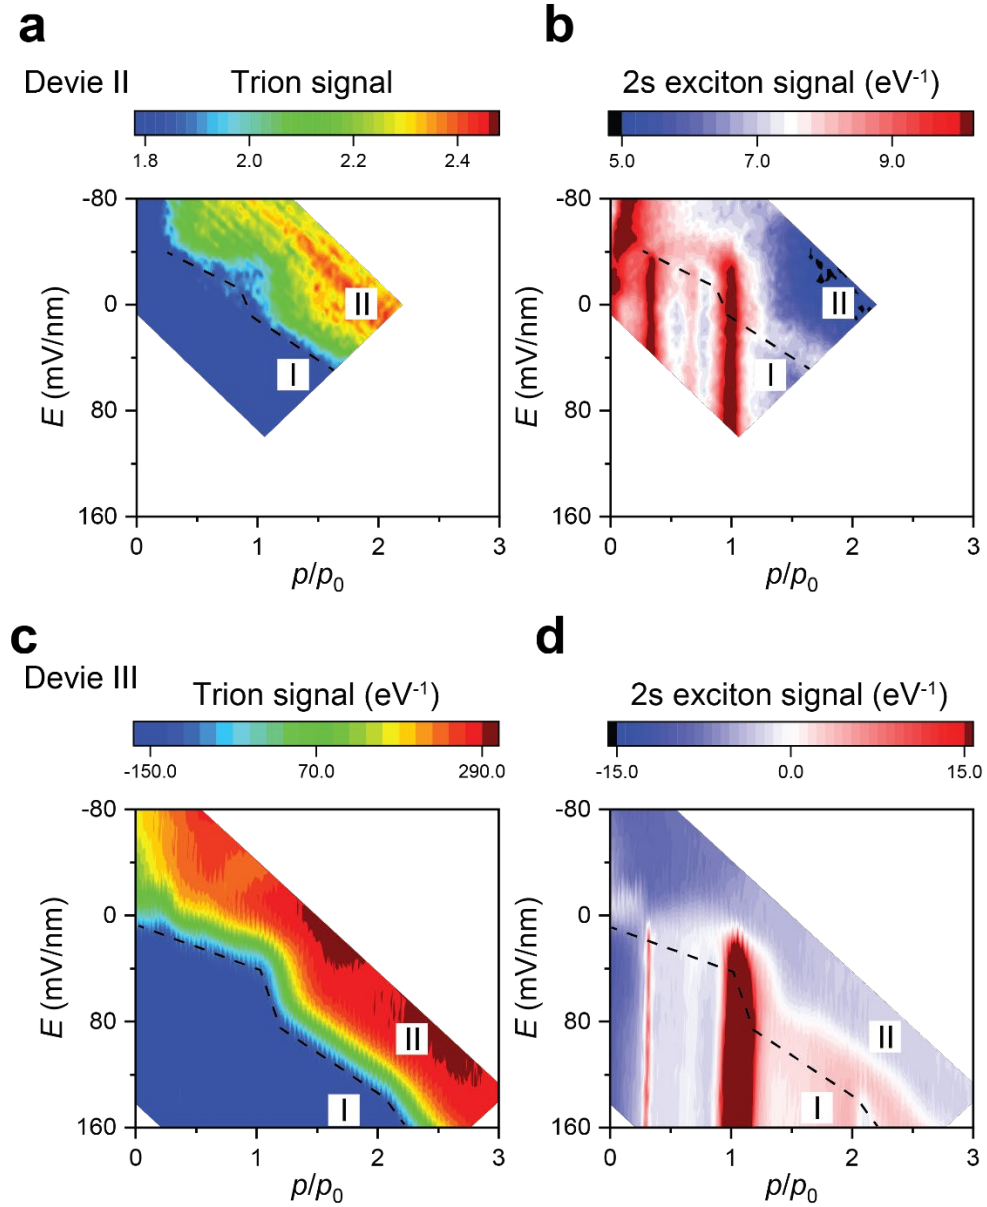 a
b
Devie II
Trion signal
2s exciton signal (eV-1)
1.8 2.0 2.2 2.4
5.0 7.0 9.0
-80
0
80
160
E (mV/nm)
II
I
0 1 2 3
p/p0
-80
0
80
160
E (mV/nm)
II
I
0 1 2 3
p/p0
c
d
Devie III
Trion signal (eV-1)
2s exciton signal (eV-1)
-150.0 70.0 290.0
-15.0 0.0 15.0
-80
0
80
160
E (mV/nm)
II
I
0 1 2 3
p/p0
-80
0
80
160
E (mV/nm)
II
I
0 1 2 3
p/p0